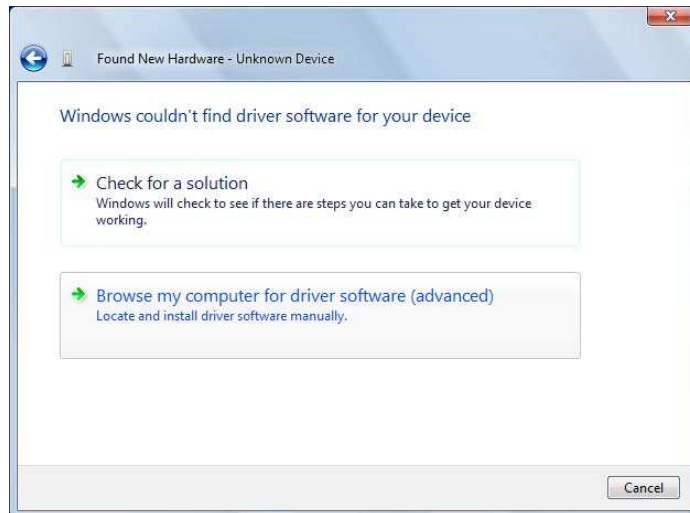 Found New Hardware - Unknown Device
Windows couldn't find driver software for your device
Check for a solution
Windows will check to see if there are steps you can take to get your device
working.
Browse my computer for driver software (advanced)
Locate and install driver software manually.
Cancel